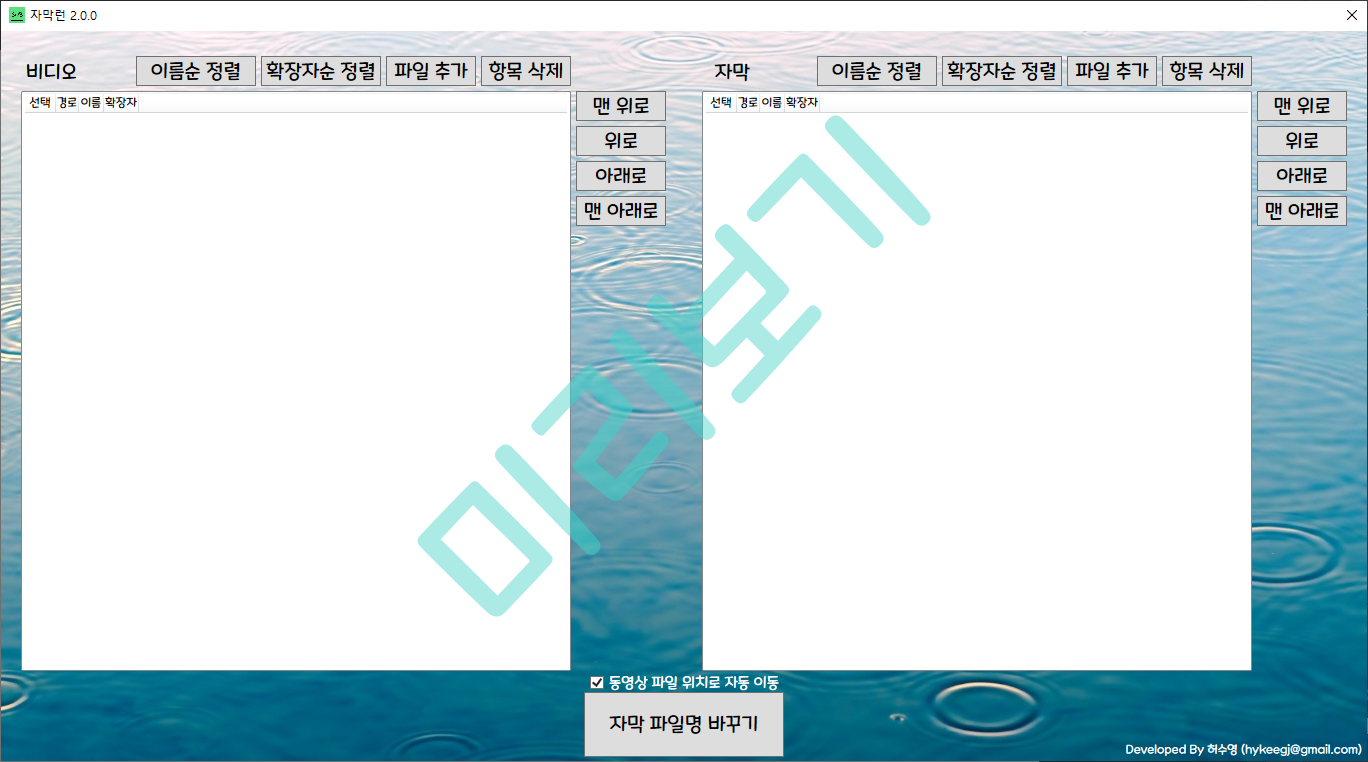 자막런 2.0.0
비디오 이름순 정렬 확장자순 정렬 파일 추가 항목 삭제 자막 이름순 정렬 확장자순 정렬 파일 추가 항목 삭제
선택 경로 이름 확장자 맨 위로 선택 경로 이름 확장자 맨 위로
위로 위로
아래로 아래로
맨 아래로 맨 아래로
미리보기
동영상 파일 위치로 자동 이동
자막 파일명 바꾸기
Developed By 허수영 (hykeegj@gmail.com)